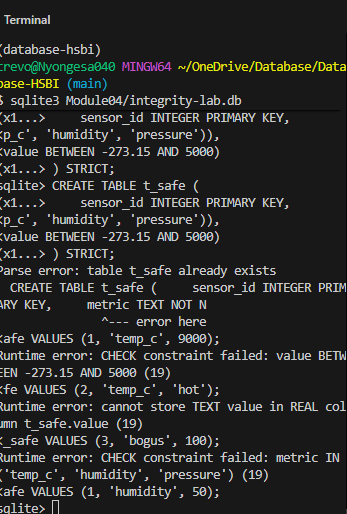 Terminal
(database-hsbi)
crevo@Nyongesa040 MINGW64 ~/OneDrive/Database/Data
base-HSBI (main)
$ sqlite3 Module04/integrity-lab.db
(x1...>     sensor_id INTEGER PRIMARY KEY,
<p_c', 'humidity', 'pressure')),
<value BETWEEN -273.15 AND 5000)
(x1...> ) STRICT;
sqlite> CREATE TABLE t_safe (
(x1...>     sensor_id INTEGER PRIMARY KEY,
<p_c', 'humidity', 'pressure')),
<value BETWEEN -273.15 AND 5000)
(x1...> ) STRICT;
Parse error: table t_safe already exists
  CREATE TABLE t_safe (     sensor_id INTEGER PRIM
ARY KEY,     metric TEXT NOT N
               ^--- error here
<afe VALUES (1, 'temp_c', 9000);
Runtime error: CHECK constraint failed: value BETW
EEN -273.15 AND 5000 (19)
<fe VALUES (2, 'temp_c', 'hot');
Runtime error: cannot store TEXT value in REAL col
umn t_safe.value (19)
<_safe VALUES (3, 'bogus', 100);
Runtime error: CHECK constraint failed: metric IN
('temp_c', 'humidity', 'pressure') (19)
<afe VALUES (1, 'humidity', 50);
sqlite>